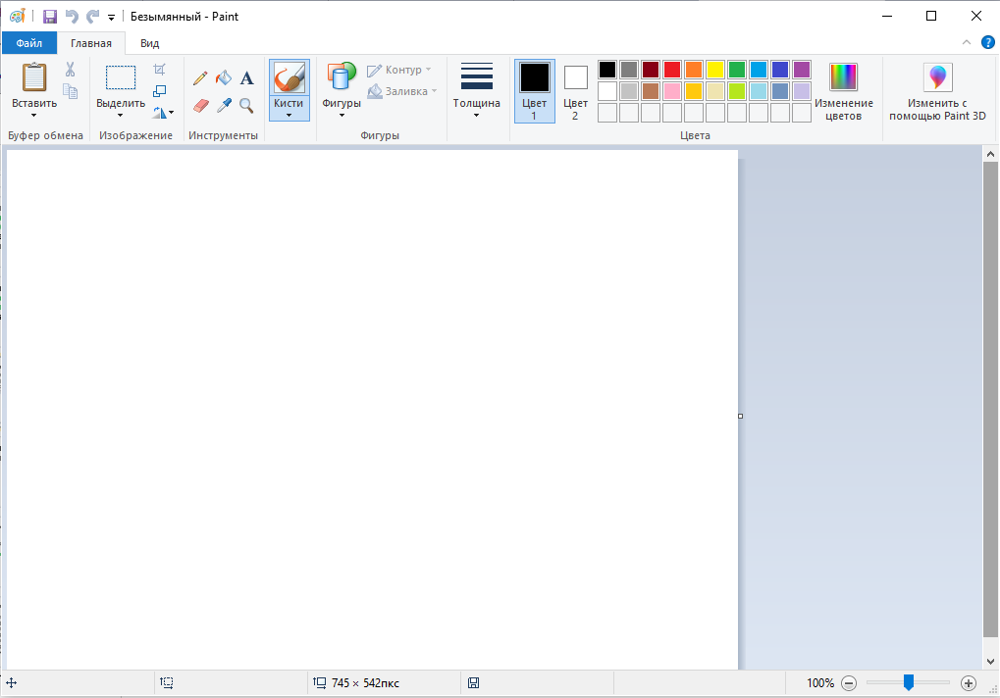 Безымянный - Paint
Файл Главная Вид
?
Вставить
Буфер обмена
Выделить
Изображение
A
Инструменты
Кисти
Фигуры
Контур
Заливка
Фигуры
Толщина
Цвет
1
Цвет
2
Изменение
цветов
Цвета
Изменить с
помощью Paint 3D
745 × 542пкс
100%